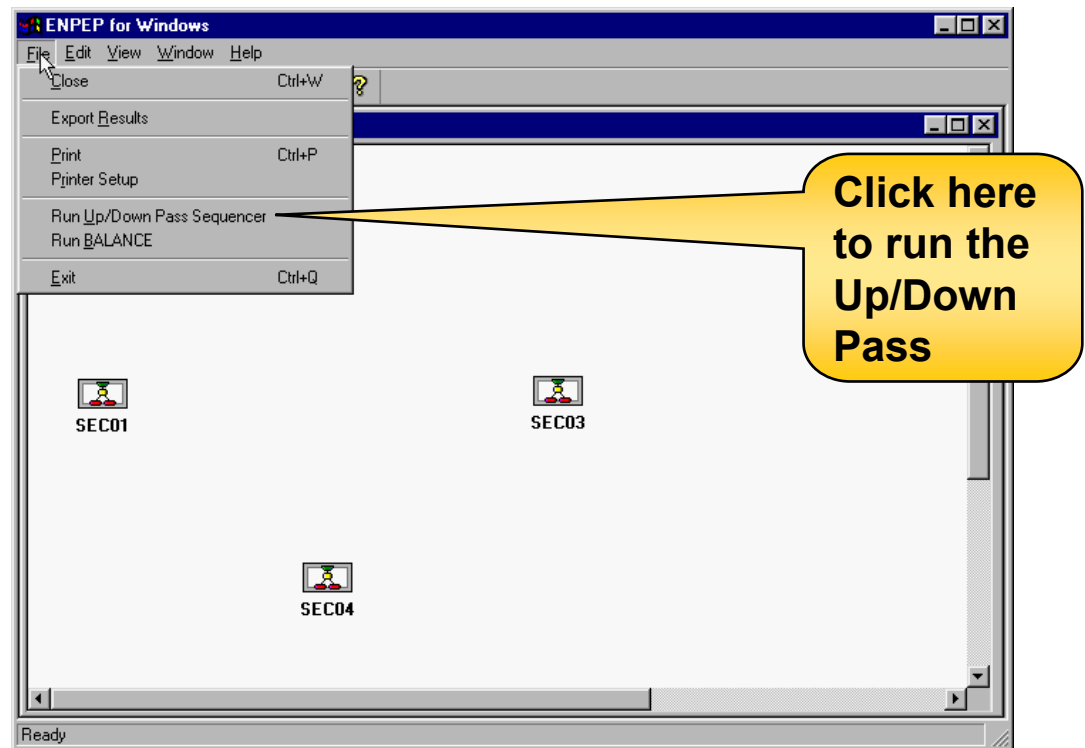 ENPEP for Windows
File Edit View Window Help
Close Ctrl+W
Export Results
Print Ctrl+P
Printer Setup
Run Up/Down Pass Sequencer
Run BALANCE
Exit Ctrl+Q
Click here
to run the
Up/Down
Pass
SEC01
SEC03
SEC04
Ready